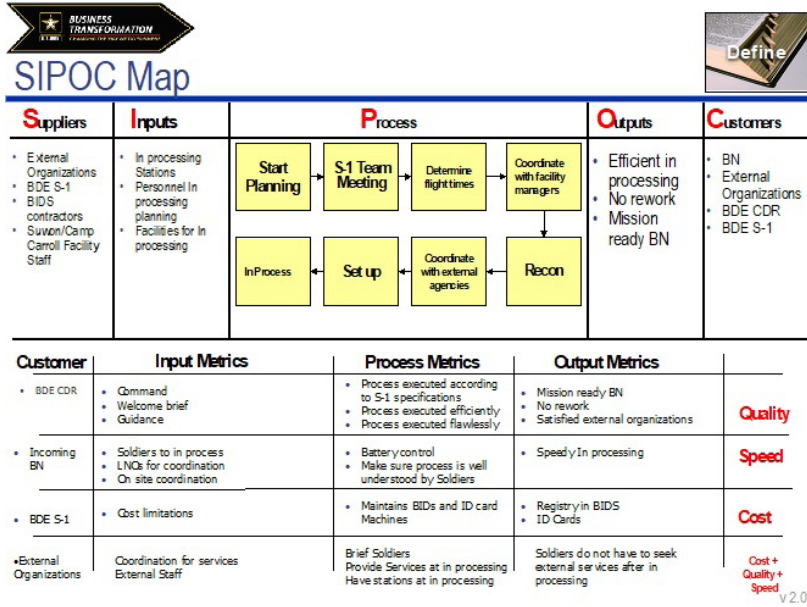 BUSINESS
TRANSFORMATION
SIPOC Map
Define
Suppliers
Inputs
Process
Outputs
Customers
• External
Organizations
• BDE S-1
• BIDS
contractors
• Suwon/Camp
Carroll Facility
Staff
• In processing
Stations
• Personnel In
processing
planning
• Facilities for In
processing
Start
Planning
S-1 Team
Meeting
Determine
flight times
Coordinate
with facility
managers
In Process
Set up
Coordinate
with external
agencies
Recon
• Efficient in
processing
• No rework
• Mission
ready BN
• BN
• External
Organizations
• BDE CDR
• BDE S-1
Customer
Input Metrics
Process Metrics
Output Metrics
• BDE CDR
• Command
• Welcome brief
• Guidance
• Process executed according
to S-1 specifications
• Process executed efficiently
• Process executed flawlessly
• Mission ready BN
• No rework
• Satisfied external organizations
Quality
• Incoming
BN
• Soldiers to in process
• LNOs for coordination
• On site coordination
• Battery control
• Make sure process is well
understood by Soldiers
• Speedy In processing
Speed
• BDE S-1
• Cost limitations
• Maintains BIDs and ID card
Machines
• Registry in BIDS
• ID Cards
Cost
•External
Organizations
Coordination for services
External Staff
Brief Soldiers
Provide Services at in processing
Have stations at in processing
Soldiers do not have to seek
external services after in
processing
Cost +
Quality +
Speed
v 2.0